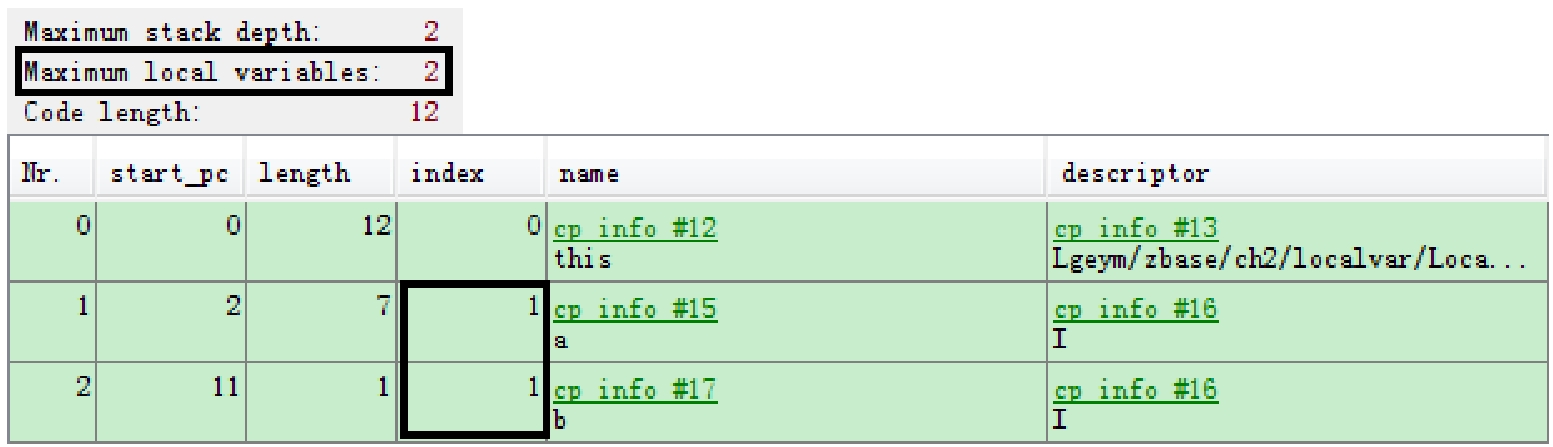 Maximum stack depth: 2
Maximum local variables: 2
Code length: 12
Nr. start_pc length index name descriptor
0 0 12 0 cp info #12 cp info #13
this Lgeym/zbase/ch2/localvar/Loca...
1 2 7 1 cp info #15 cp info #16
a I
2 11 1 1 cp info #17 cp info #16
b I